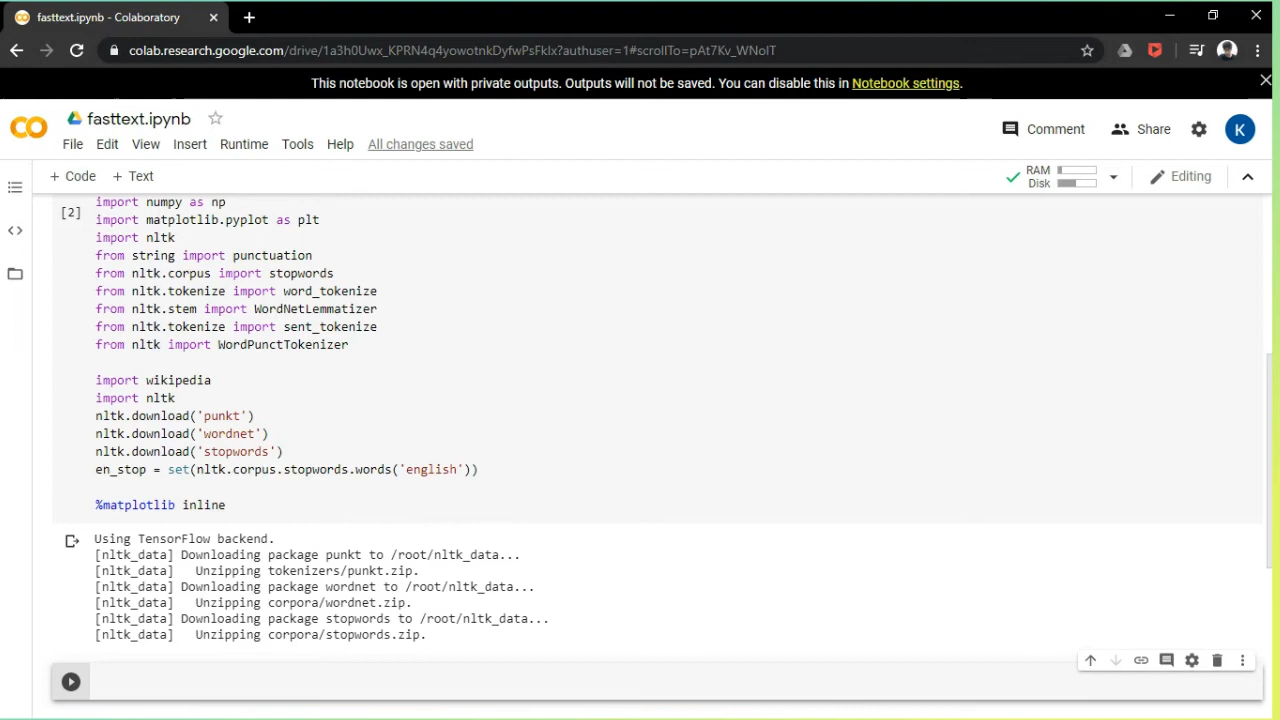 fasttext.ipynb - Colaboratory
colab.research.google.com/drive/1a3h0Uwx_KPRN4q4yowotnkDyfwPsFklx?authuser=1#scrollTo=pAt7Kv_WNoIT
This notebook is open with private outputs. Outputs will not be saved. You can disable this in Notebook settings.
CO fasttext.ipynb
Comment Share K
File Edit View Insert Runtime Tools Help All changes saved
+ Code + Text
RAM
Disk
Editing
import numpy as np
[2]
import matplotlib.pyplot as plt
import nltk
from string import punctuation
from nltk.corpus import stopwords
from nltk.tokenize import word_tokenize
from nltk.stem import WordNetLemmatizer
from nltk.tokenize import sent_tokenize
from nltk import WordPunctTokenizer
import wikipedia
import nltk
nltk.download('punkt')
nltk.download('wordnet')
nltk.download('stopwords')
en_stop = set(nltk.corpus.stopwords.words('english'))
%matplotlib inline
Using TensorFlow backend.
[nltk_data] Downloading package punkt to /root/nltk_data...
[nltk_data]   Unzipping tokenizers/punkt.zip.
[nltk_data] Downloading package wordnet to /root/nltk_data...
[nltk_data]   Unzipping corpora/wordnet.zip.
[nltk_data] Downloading package stopwords to /root/nltk_data...
[nltk_data]   Unzipping corpora/stopwords.zip.